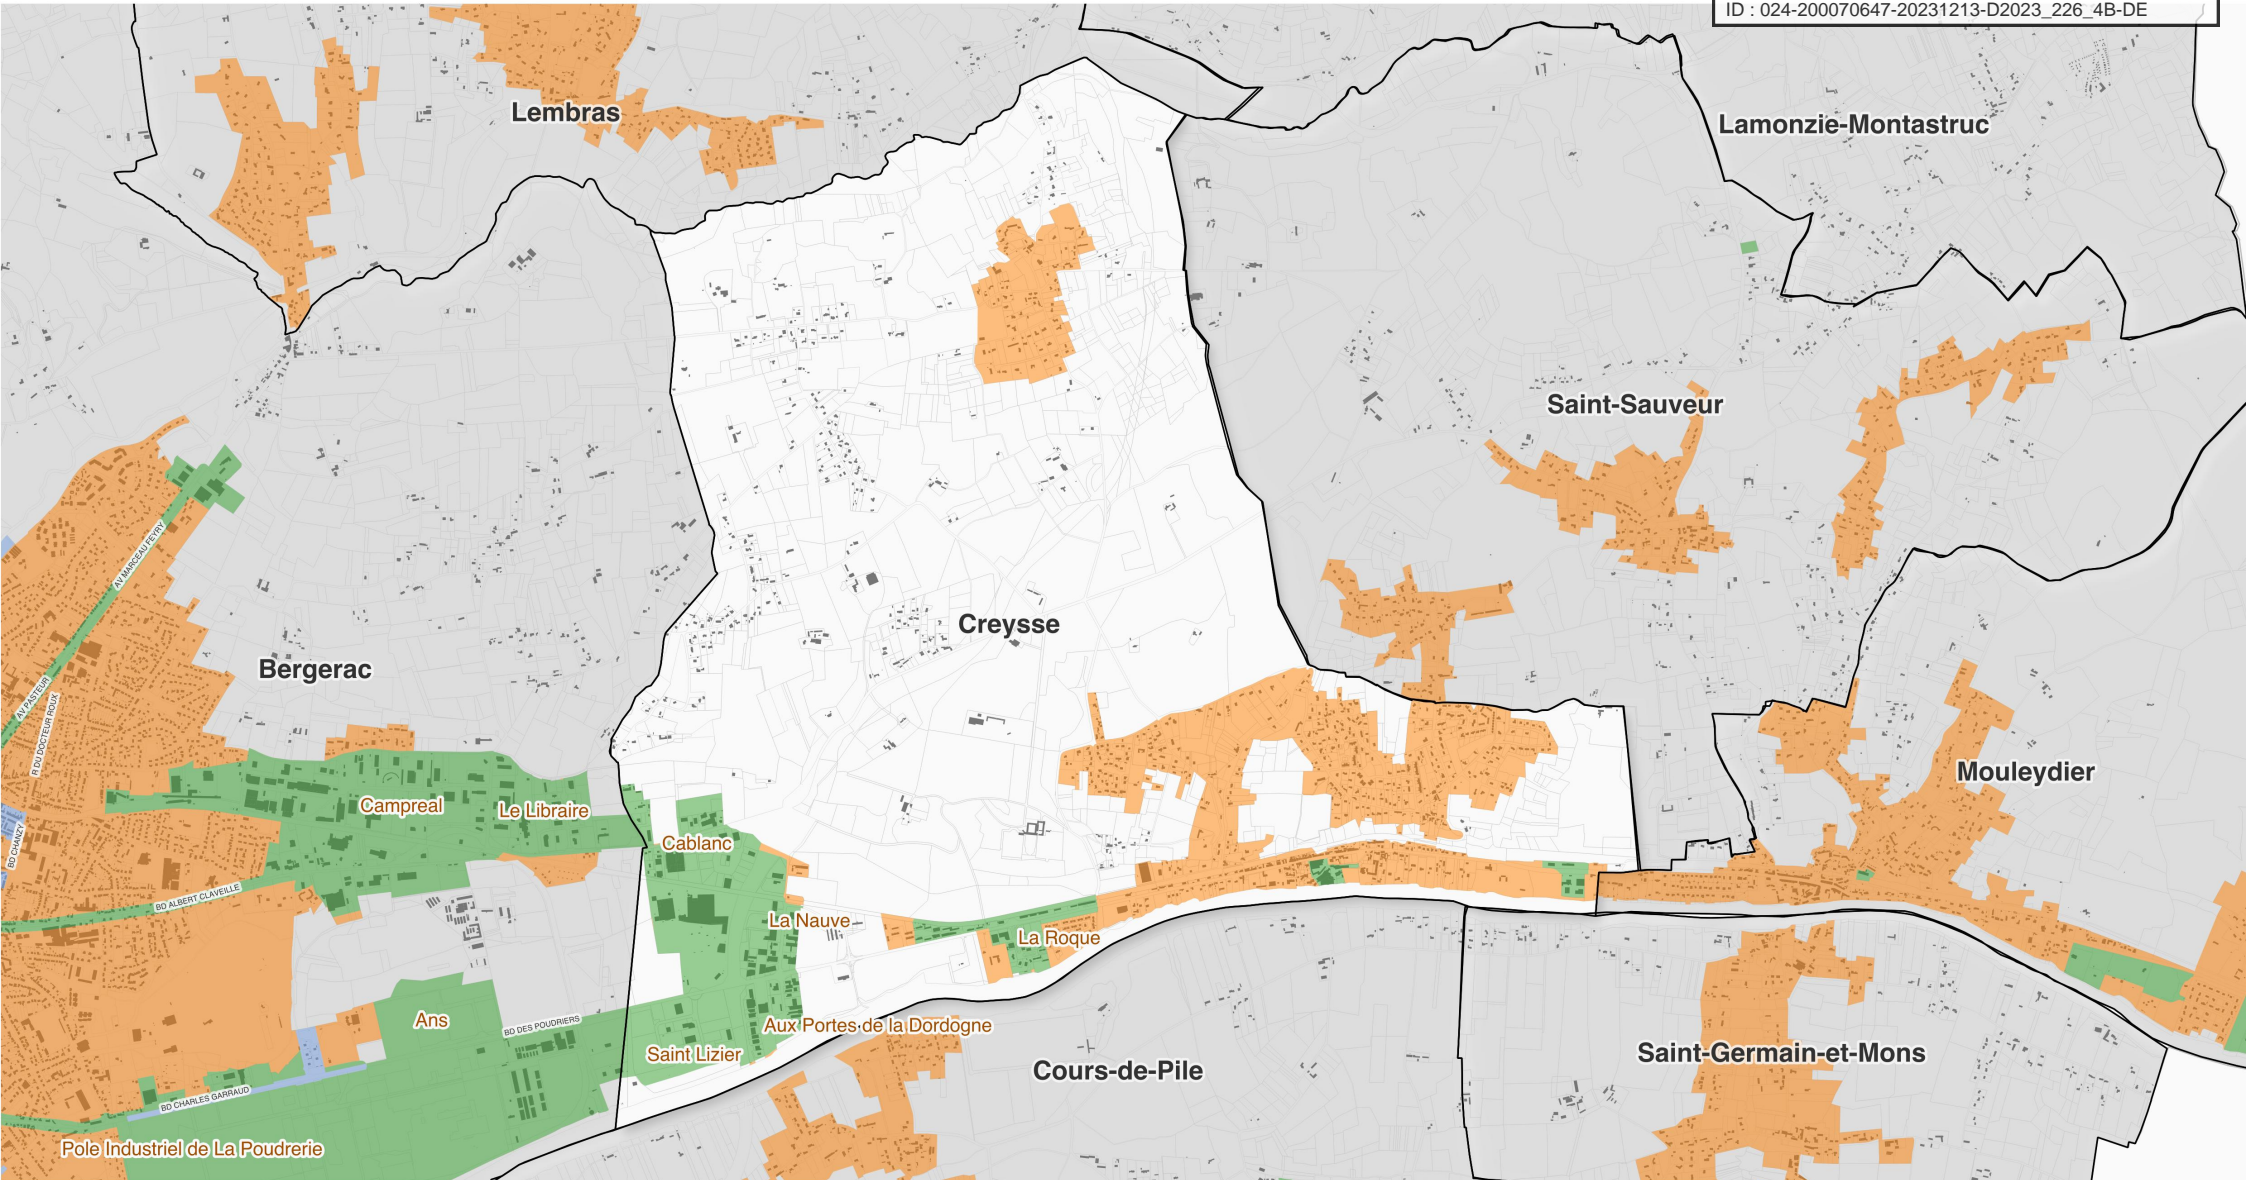 ID : 024-200070647-20231213-D2023_226_4B-DE
Lembras
Lamonzie-Montastruc
Saint-Sauveur
AV MARCEAU FEYRY
Creysse
Bergerac
AV PASTEUR
R DU DOCTEUR ROUX
Mouleydier
Campreal
Le Libraire
BD CHANZY
Cablanc
BD ALBERT CLAVEILLE
La Nauve
La Roque
Ans
BD DES POUDRIERS
Aux Portes de la Dordogne
Saint Lizier
Saint-Germain-et-Mons
Cours-de-Pile
BD CHARLES GARRAUD
Pole Industriel de La Poudrerie